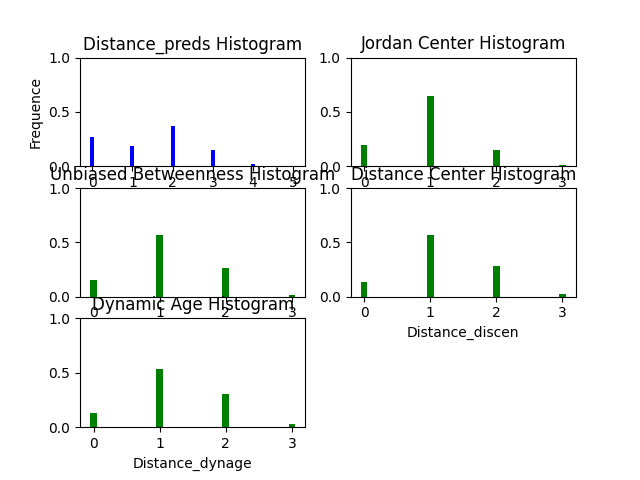 Distance_preds Histogram
Frequence
1.0
0.5
0.0
0 1 2 3 4 5
Jordan Center Histogram
1.0
0.5
0.0
0 1 2 3
Unbiased Betweenness Histogram
1.0
0.5
0.0
0 1 2 3
Distance Center Histogram
1.0
0.5
0.0
0 1 2 3
Distance_discen
Dynamic Age Histogram
1.0
0.5
0.0
0 1 2 3
Distance_dynage